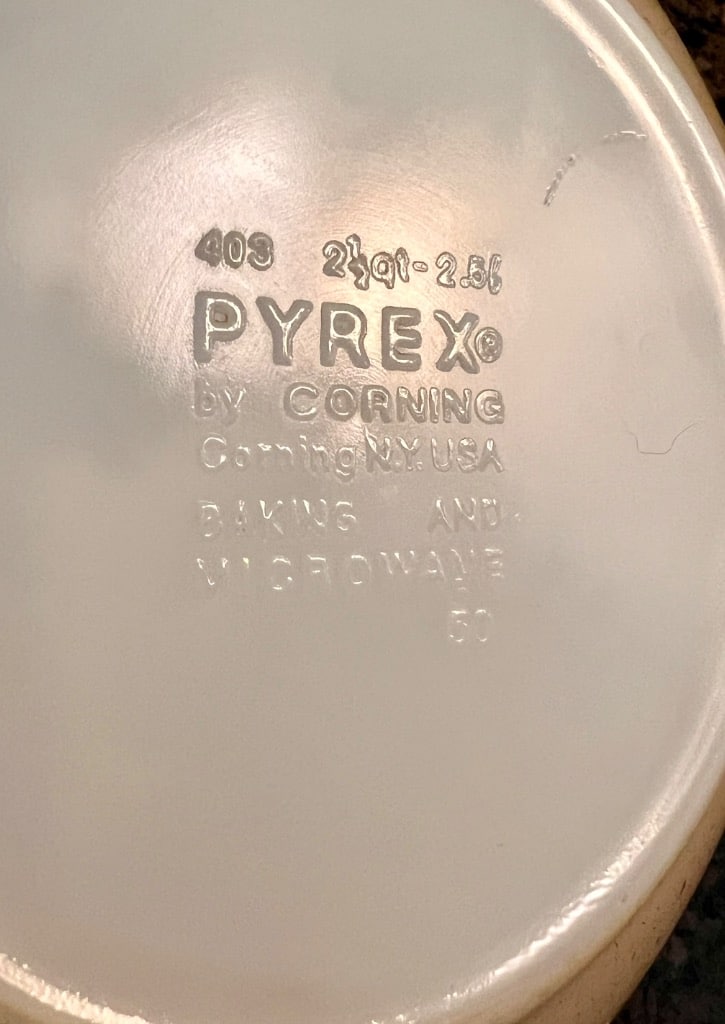 403 2½qt-2.5ℓ
PYREX®
by CORNING
Corning N.Y. USA
BAKING AND
MICROWAVE
50